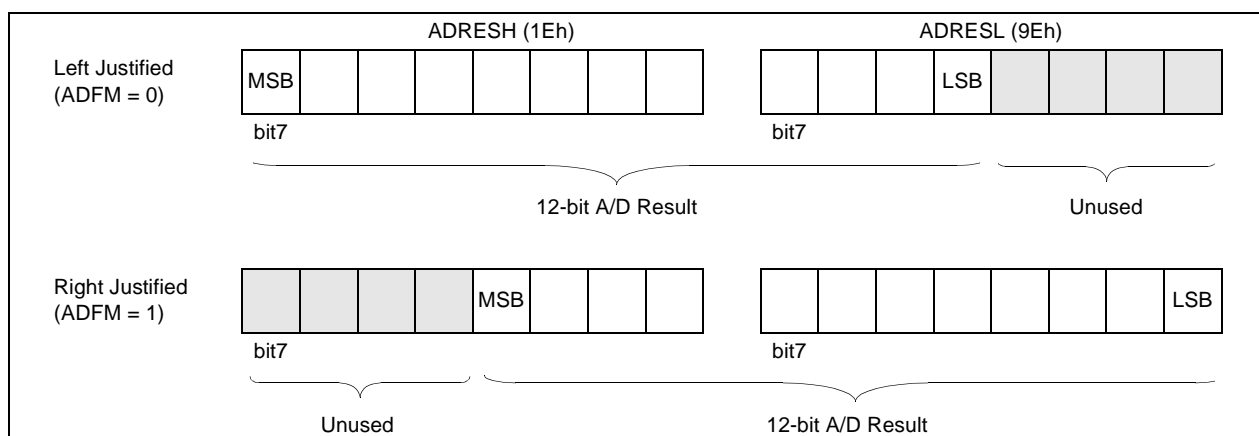 ADRESH (1Eh) ADRESL (9Eh)
Left Justified
(ADFM = 0)
MSB LSB
bit7 bit7
12-bit A/D Result Unused
Right Justified
(ADFM = 1)
MSB LSB
bit7 bit7
Unused 12-bit A/D Result